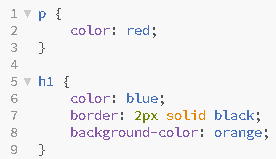 1 p {
2     color: red;
3 }
4
5 h1 {
6     color: blue;
7     border: 2px solid black;
8     background-color: orange;
9 }